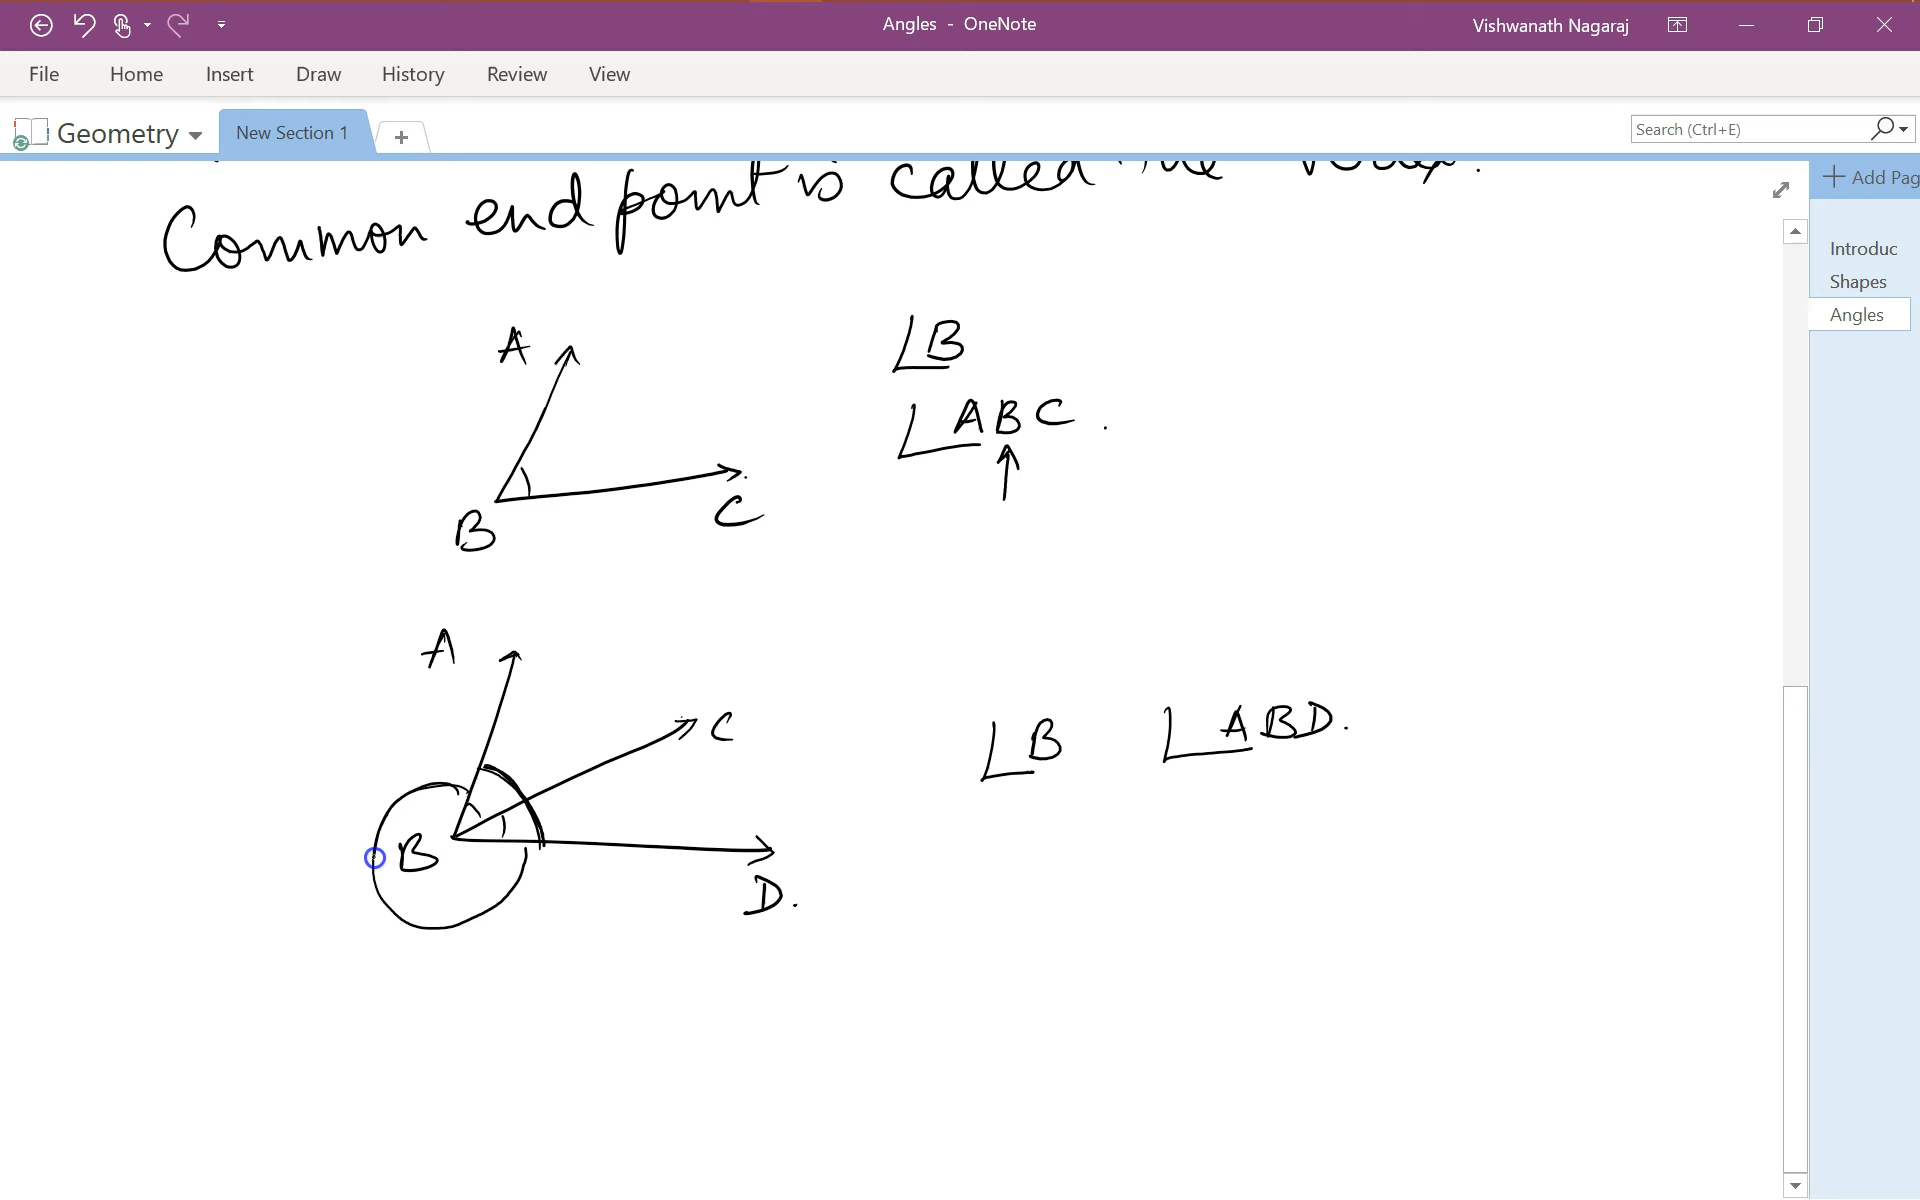 Angles - OneNote
Vishwanath Nagaraj
File Home Insert Draw History Review View
Geometry
New Section 1
+
Search (Ctrl+E)
Add Pag
Introduc
Shapes
Angles
Common end point is called the
A
B
C
∠B
∠ABC.
A
C
B
D.
∠B ∠ABD.